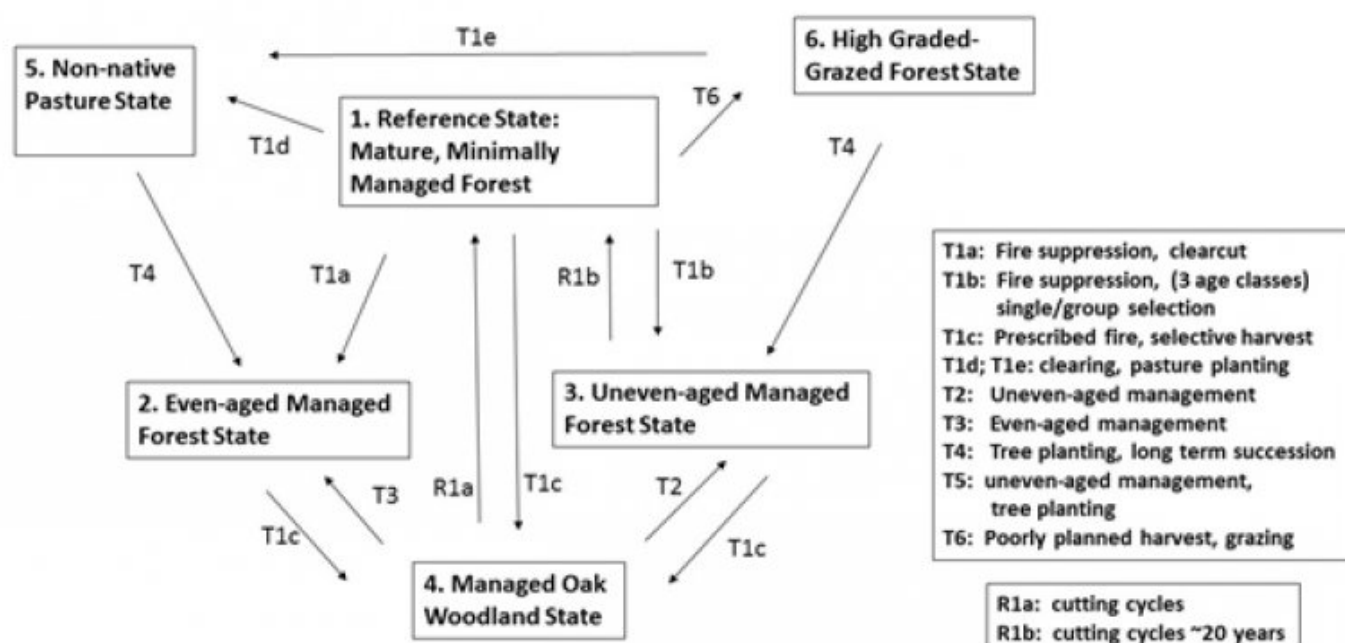 T1e
6. High Graded-
Grazed Forest State
5. Non-native
Pasture State
T6
1. Reference State:
Mature, Minimally
Managed Forest
T1d
T4
T4
T1a
R1b
T1b
T1a: Fire suppression, clearcut
T1b: Fire suppression, (3 age classes)
single/group selection
T1c: Prescribed fire, selective harvest
T1d; T1e: clearing, pasture planting
T2: Uneven-aged management
T3: Even-aged management
T4: Tree planting, long term succession
T5: uneven-aged management,
tree planting
T6: Poorly planned harvest, grazing
2. Even-aged Managed
Forest State
3. Uneven-aged Managed
Forest State
T3
R1a
T1c
T2
T1c
T1c
4. Managed Oak
Woodland State
R1a: cutting cycles
R1b: cutting cycles ~20 years